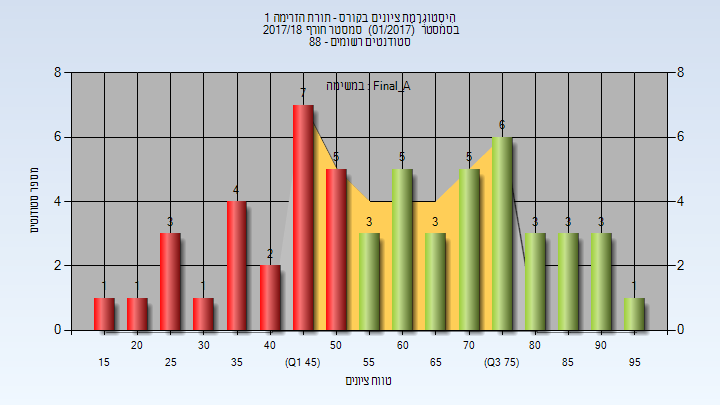 היסטוגרמת ציונים בקורס - תורת הזרימה 1
בסמסטר (01/2017) סמסטר חורף 2017/18
סטודנטים רשומים - 88
במשימה : Final_A
8 8
7
6 6
6
5 5 5
4 4
4
3 3 3 3 3 3
2 2
2
1 1 1 1
0 0
מספר סטודנטים
20 30 40 50 60 70 80 90
15 25 35 (Q1 45) 55 65 (Q3 75) 85 95
טווח ציונים